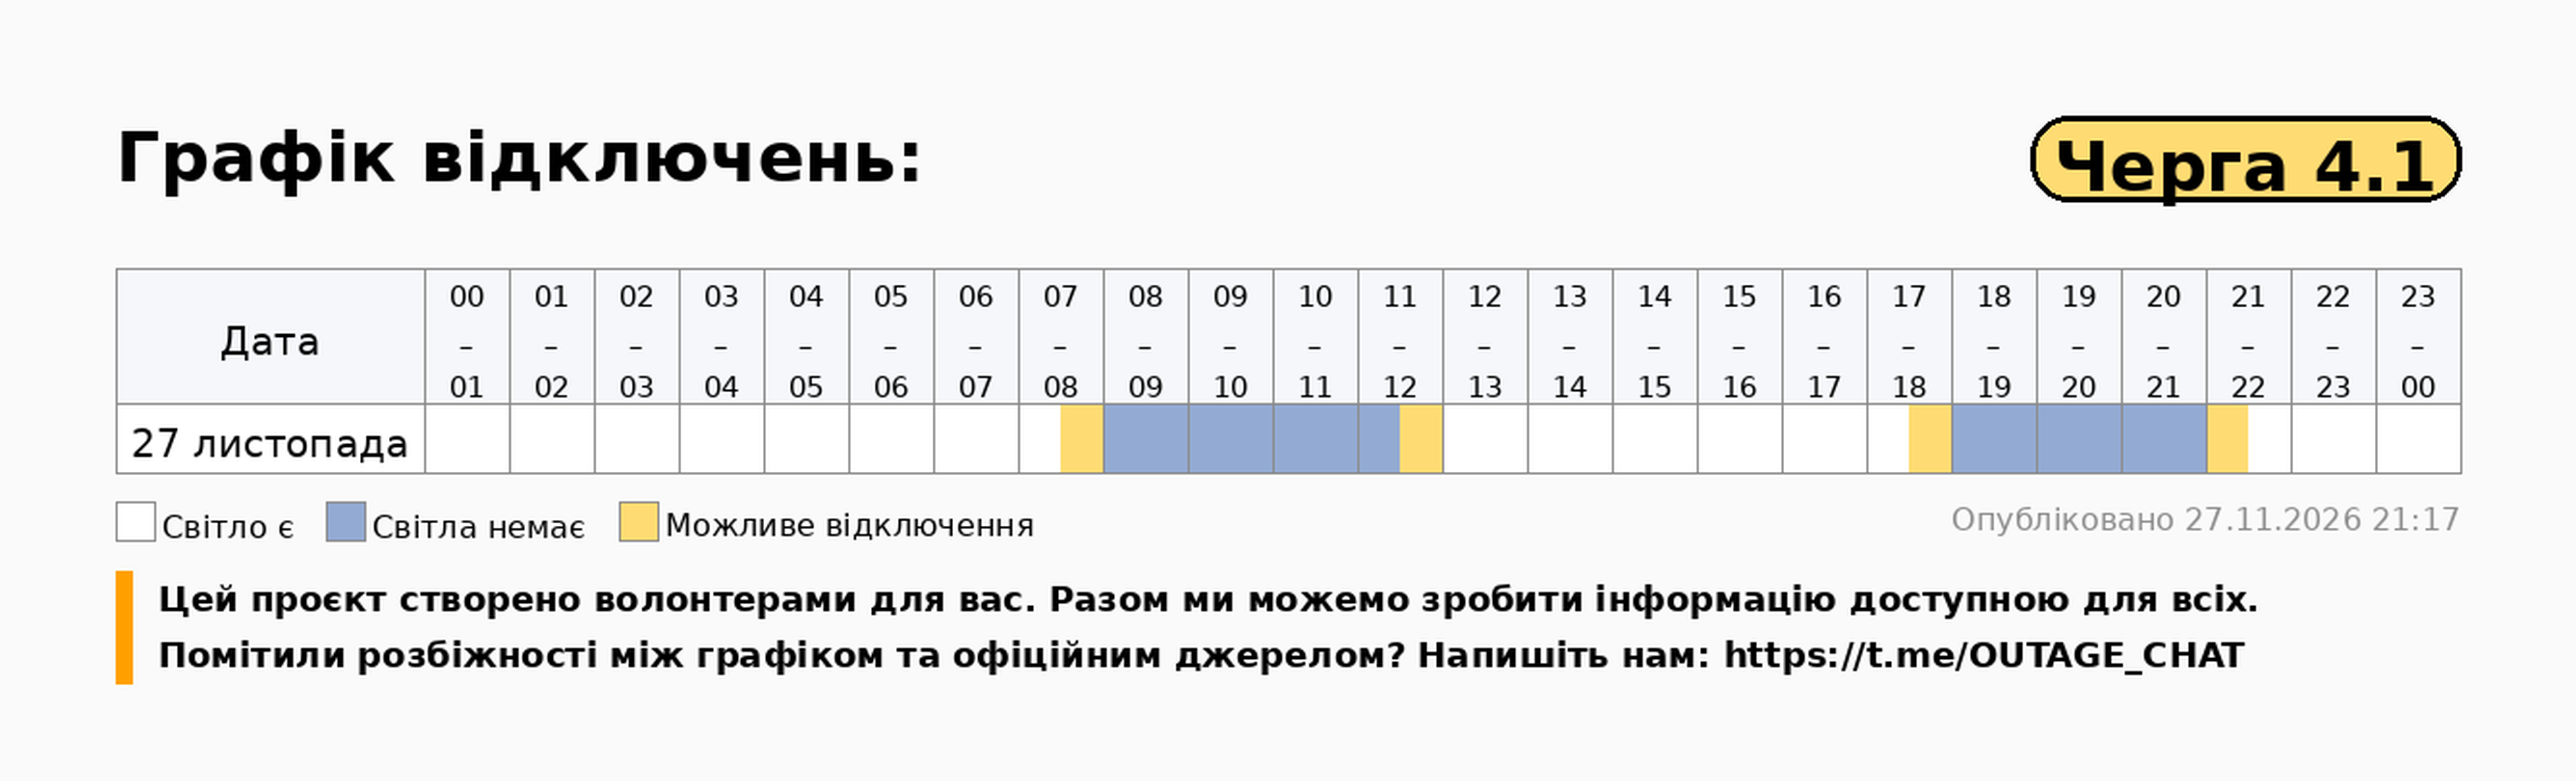 Графік відключень:
Черга 4.1
Дата 00 – 01 01 – 02 02 – 03 03 – 04 04 – 05 05 – 06 06 – 07 07 – 08 08 – 09 09 – 10 10 – 11 11 – 12 12 – 13 13 – 14 14 – 15 15 – 16 16 – 17 17 – 18 18 – 19 19 – 20 20 – 21 21 – 22 22 – 23 23 – 00
27 листопада
Світло є Світла немає Можливе відключення
Опубліковано 27.11.2026 21:17
Цей проєкт створено волонтерами для вас. Разом ми можемо зробити інформацію доступною для всіх.
Помітили розбіжності між графіком та офіційним джерелом? Напишіть нам: https://t.me/OUTAGE_CHAT